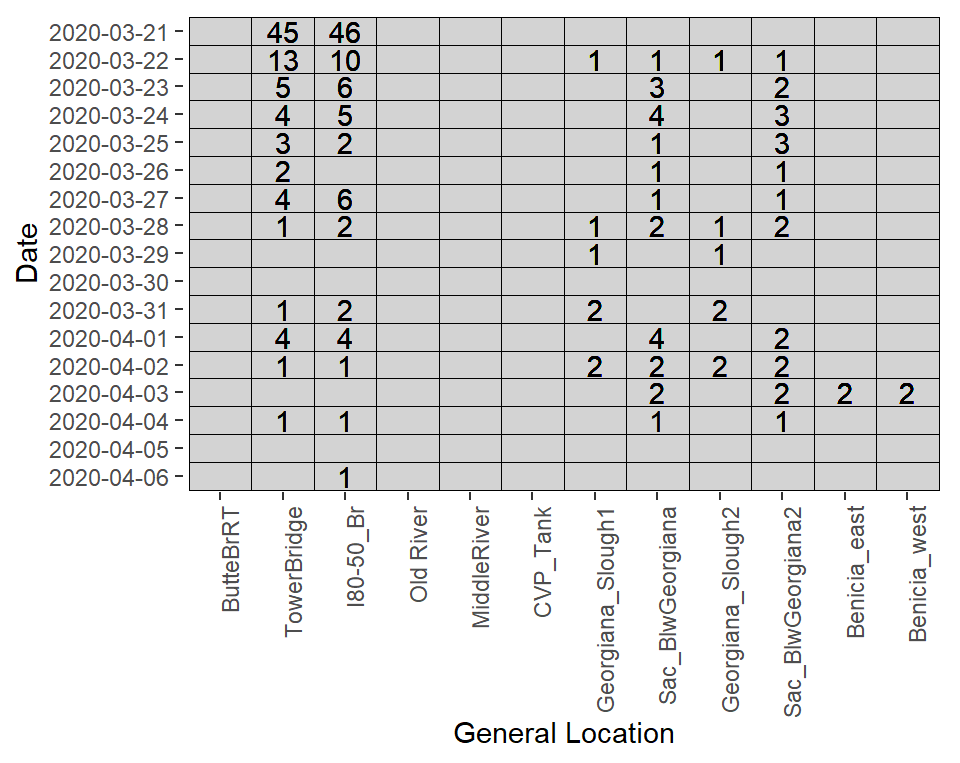 2020-03-21 45 46
2020-03-22 13 10 1 1 1 1
2020-03-23 5 6 3 2
2020-03-24 4 5 4 3
2020-03-25 3 2 1 3
2020-03-26 2 1 1
2020-03-27 4 6 1 1
2020-03-28 1 2 1 2 1 2
2020-03-29 1 1
2020-03-30
2020-03-31 1 2 2 2
2020-04-01 4 4 4 2
2020-04-02 1 1 2 2 2 2
2020-04-03 2 2 2 2
2020-04-04 1 1 1 1
2020-04-05
2020-04-06 1
Date
ButteBrRT
TowerBridge
I80-50_Br
Old River
MiddleRiver
CVP_Tank
Georgiana_Slough1
Sac_BlwGeorgiana
Georgiana_Slough2
Sac_BlwGeorgiana2
Benicia_east
Benicia_west
General Location